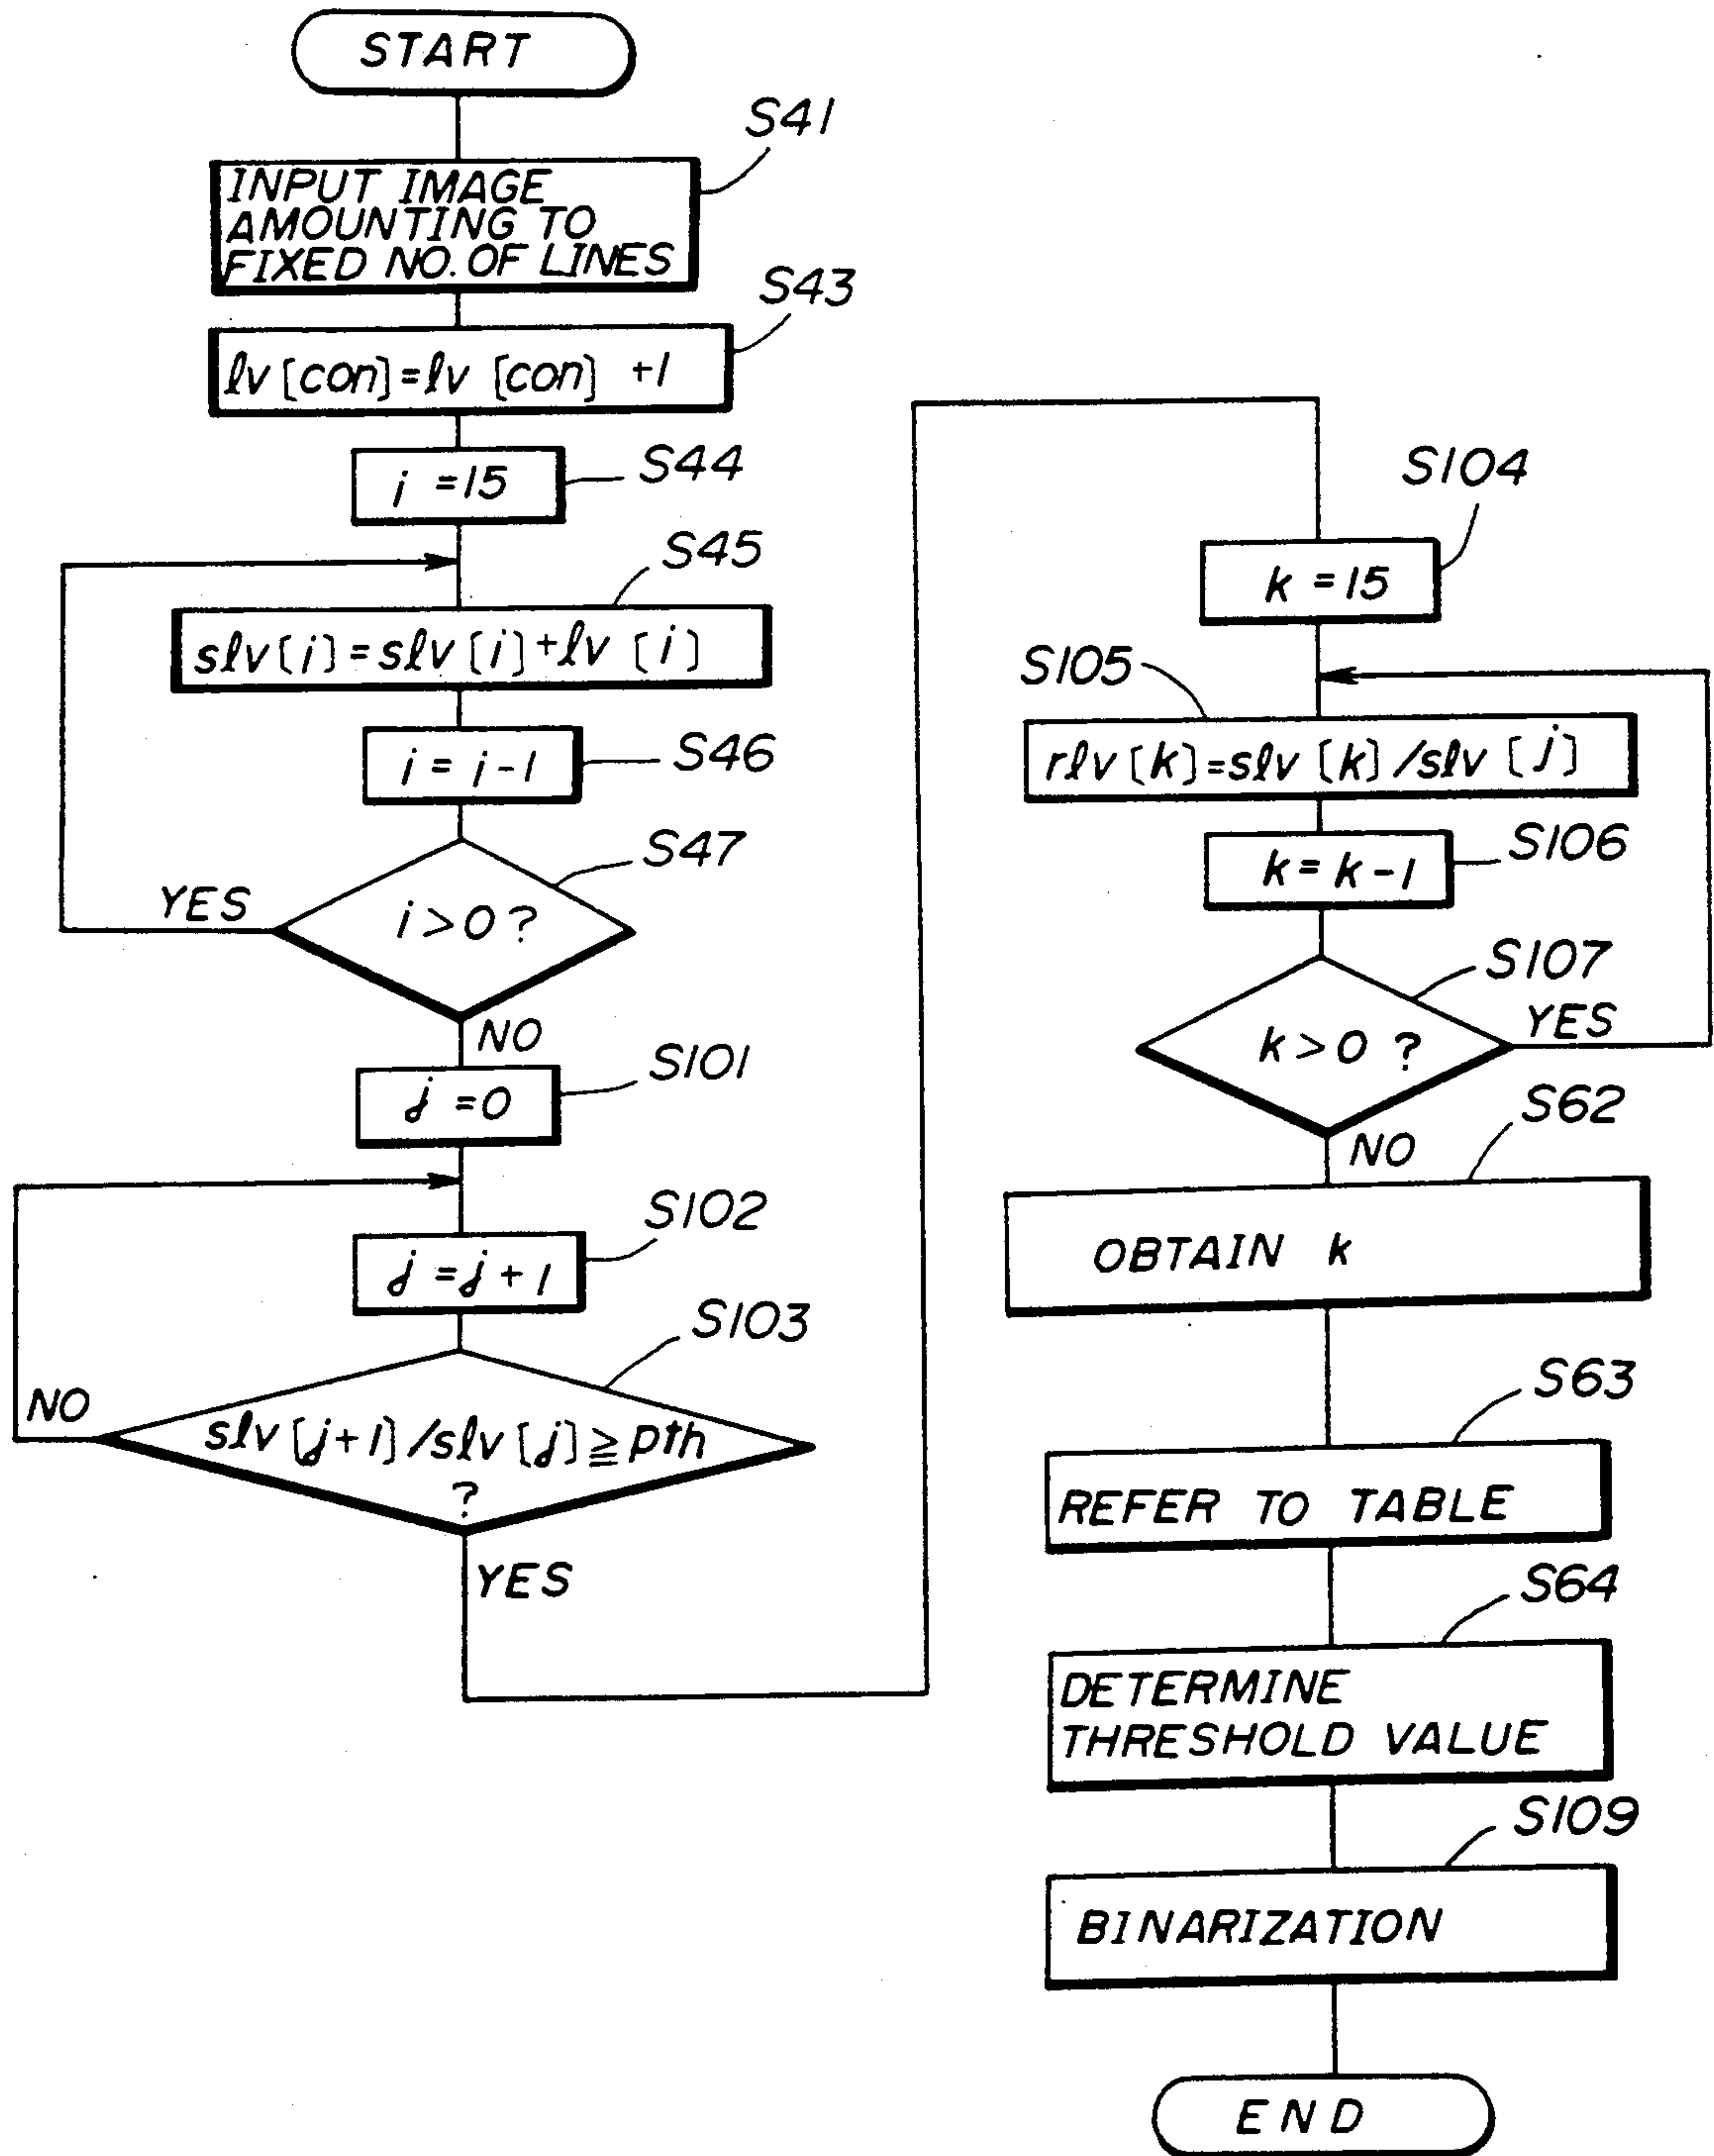 START
S41
INPUT IMAGE
AMOUNTING TO
FIXED NO. OF LINES
S43
ℓv [con] = ℓv [con] +1
i = 15
S44
S45
sℓv [i] = sℓv [i] + ℓv [i]
i = i - 1
S46
S47
YES
i > 0 ?
NO
S101
j = 0
S102
j = j + 1
S103
NO
sℓv [j+1] / sℓv [j] ≧ pth
?
YES
S104
k = 15
S105
rℓv [k] = sℓv [k] / sℓv [j]
S106
k = k - 1
S107
k > 0 ?
YES
NO
S62
OBTAIN k
S63
REFER TO TABLE
S64
DETERMINE
THRESHOLD VALUE
S109
BINARIZATION
END